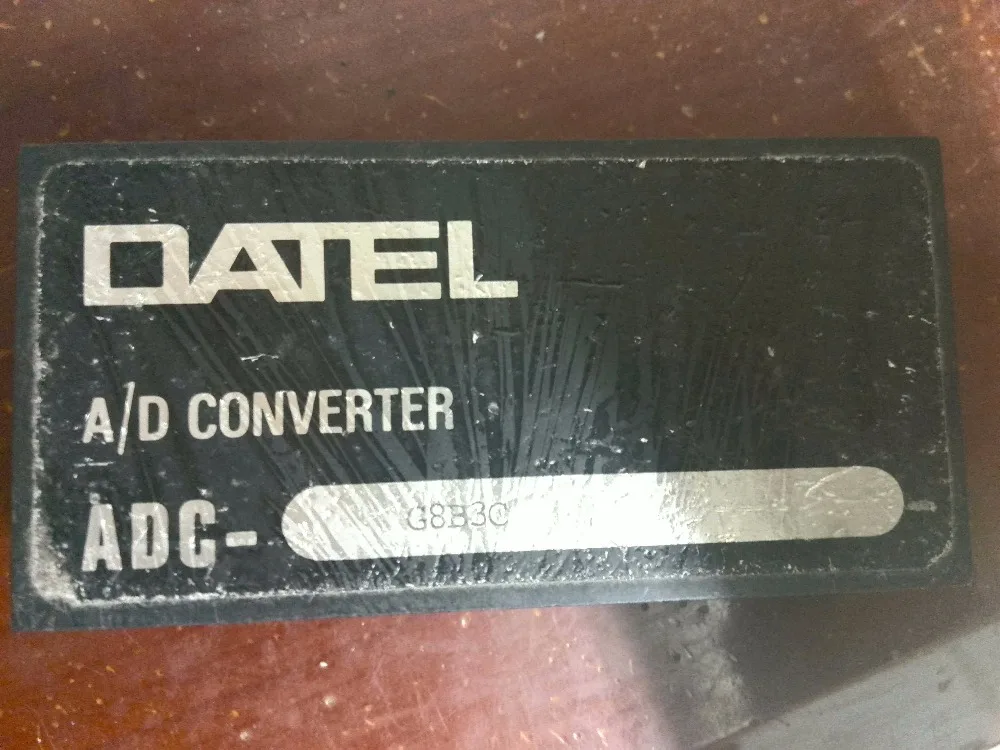 DATEL
A/D CONVERTER
ADC- G8B3C